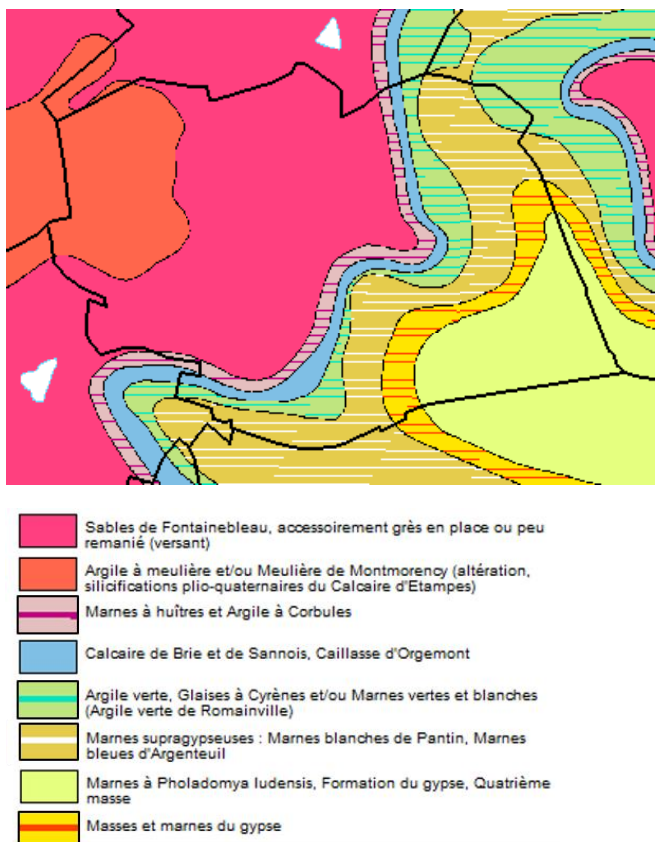 Sables de Fontainebleau, accessoirement grès en place ou peu
remanié (versant)
Argile à meulière et/ou Meulière de Montmorency (altération,
silicifications plio-quaternaires du Calcaire d'Etampes)
Marnes à huîtres et Argile à Corbules
Calcaire de Brie et de Sannois, Caillasse d'Orgemont
Argile verte, Glaises à Cyrènes et/ou Marnes vertes et blanches
(Argile verte de Romainville)
Marnes supragypseuses : Marnes blanches de Pantin, Marnes
bleues d'Argenteuil
Marnes à Pholadomya ludensis, Formation du gypse, Quatrième
masse
Masses et marnes du gypse